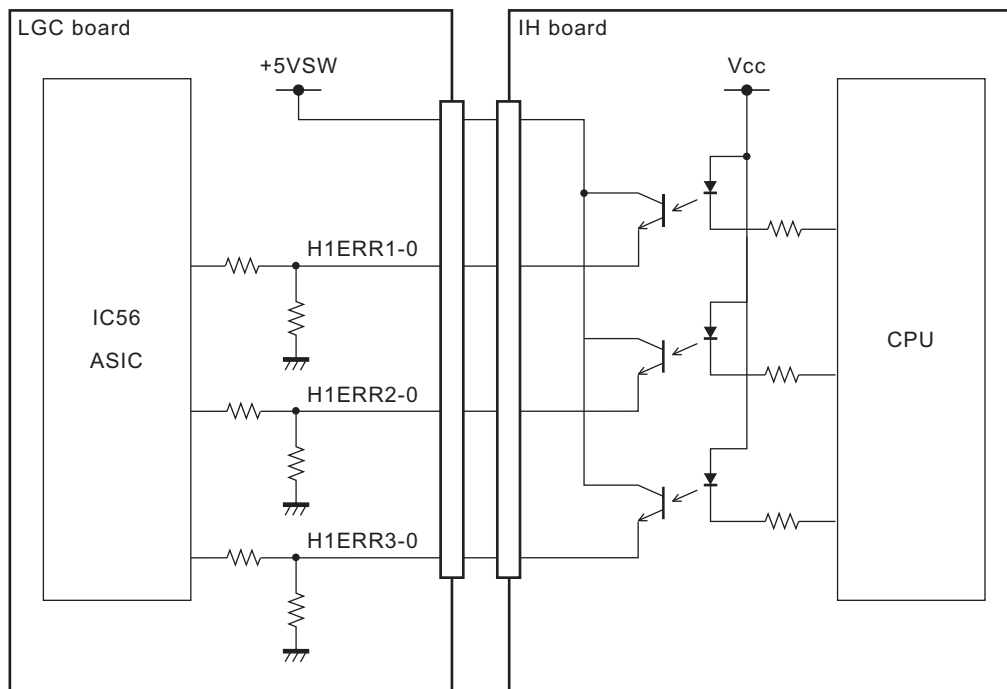 LGC board
IH board
+5VSW
Vcc
H1ERR1-0
IC56
ASIC
CPU
H1ERR2-0
H1ERR3-0